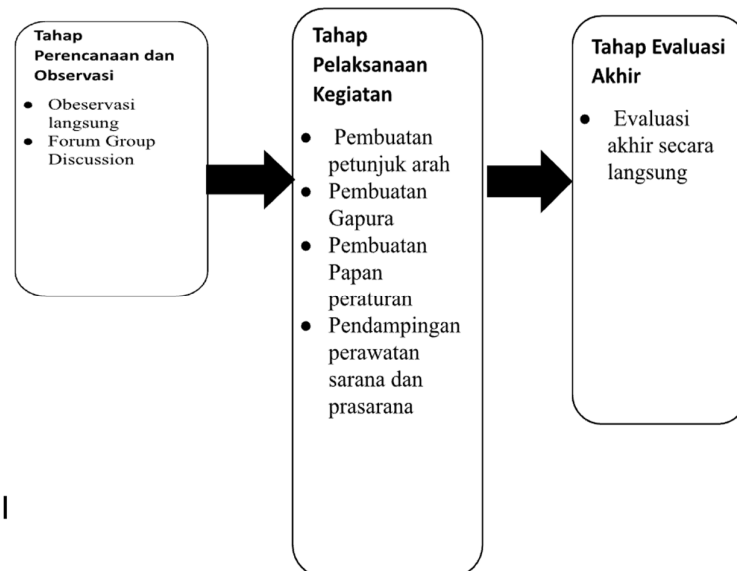 Tahap
Perencanaan dan
Observasi
● Obeservasi
langsung
● Forum Group
Discussion
Tahap
Pelaksanaan
Kegiatan
● Pembuatan
petunjuk arah
● Pembuatan
Gapura
● Pembuatan
Papan
peraturan
● Pendampingan
perawatan
sarana dan
prasarana
Tahap Evaluasi
Akhir
● Evaluasi
akhir secara
langsung